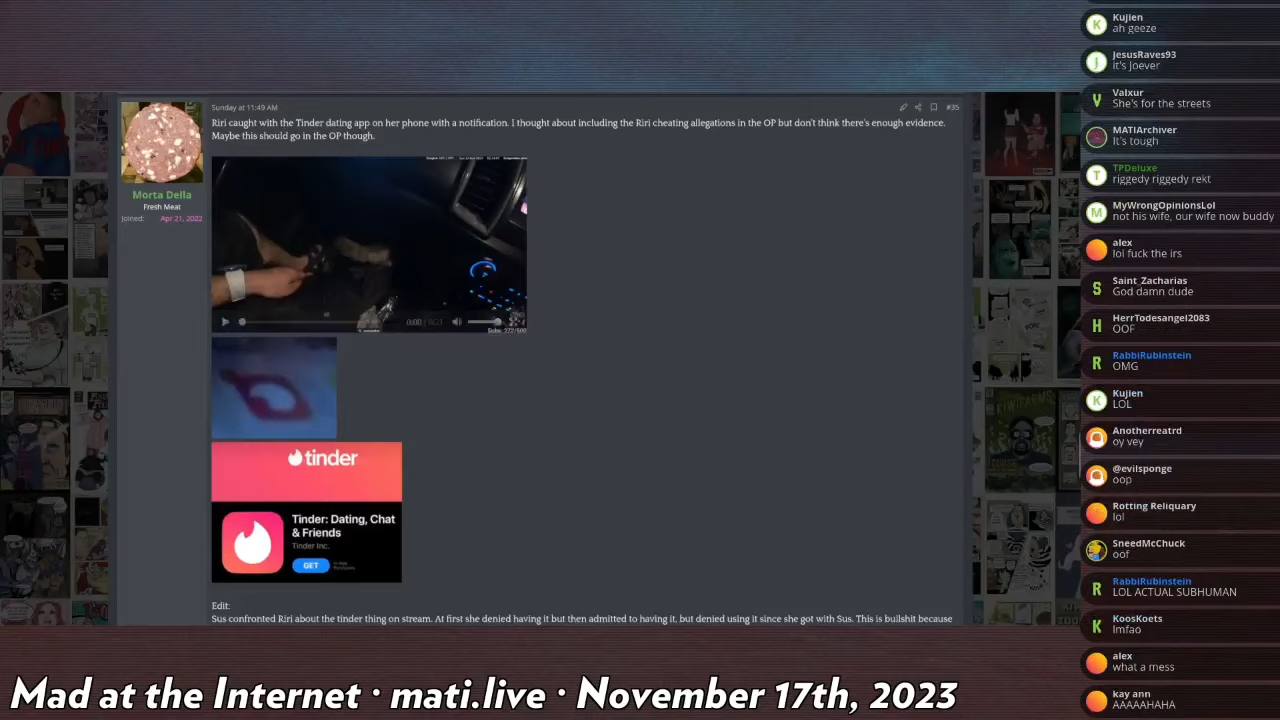 Sunday at 11:49 AM
#35
Riri caught with the Tinder dating app on her phone with a notification. I thought about including the Riri cheating allegations in the OP but don't think there's enough evidence.
Maybe this should go in the OP though.
Morta Della
Fresh Meat
Joined: Apr 21, 2022
0:00
tinder
Tinder: Dating, Chat
& Friends
Tinder Inc.
GET
Edit:
Sus confronted Riri about the tinder thing on stream. At first she denied having it but then admitted to having it, but denied using it since she got with Sus. This is bullshit because
KIWIFARMS
Kujien
ah geeze
JesusRaves93
it's joever
Valxur
She's for the streets
MATIArchiver
It's tough
TPDeluxe
riggedy riggedy rekt
MyWrongOpinionsLol
not his wife, our wife now buddy
alex
lol fuck the irs
Saint_Zacharias
God damn dude
HerrTodesangel2083
OOF
RabbiRubinstein
OMG
Kujien
LOL
Anotherreatrd
oy vey
@evilsponge
oop
Rotting Reliquary
lol
SneedMcChuck
oof
RabbiRubinstein
LOL ACTUAL SUBHUMAN
KoosKoets
lmfao
alex
what a mess
kay ann
AAAAAHAHA
Mad at the Internet · mati.live · November 17th, 2023